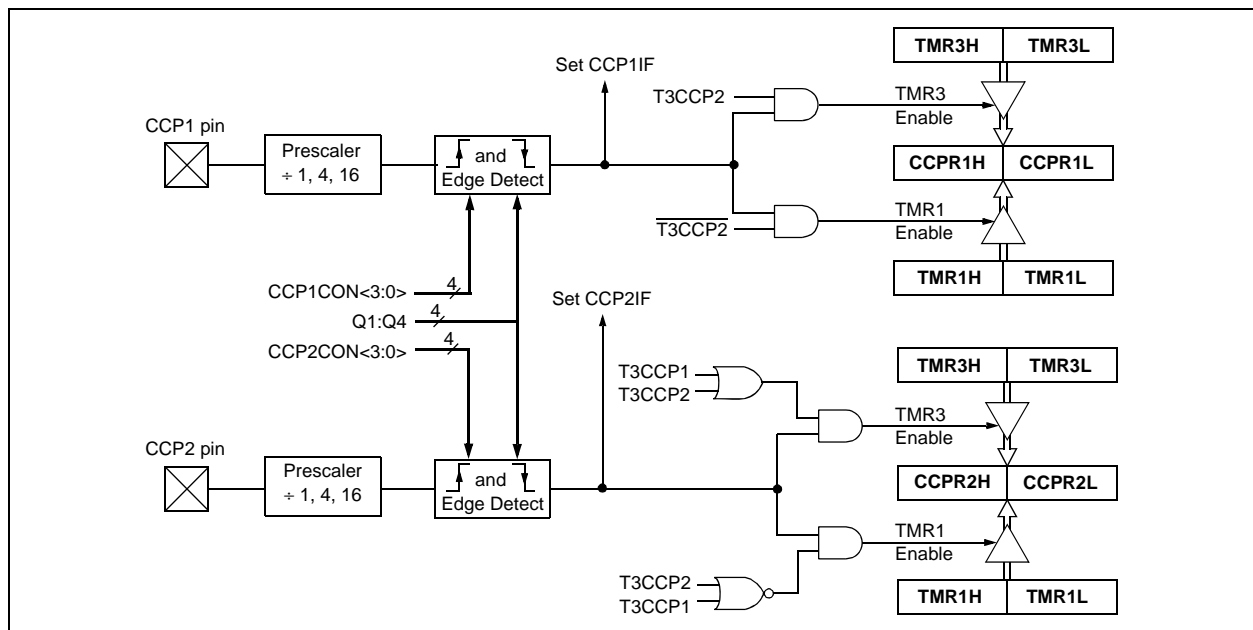 TMR3H TMR3L
Set CCP1IF
T3CCP2
TMR3
Enable
CCP1 pin
Prescaler
÷ 1, 4, 16
and
Edge Detect
CCPR1H CCPR1L
T3CCP2
TMR1
Enable
TMR1H TMR1L
CCP1CON<3:0> 4
Q1:Q4 4
CCP2CON<3:0> 4
Set CCP2IF
TMR3H TMR3L
T3CCP1
T3CCP2
TMR3
Enable
CCP2 pin
Prescaler
÷ 1, 4, 16
and
Edge Detect
CCPR2H CCPR2L
TMR1
Enable
T3CCP2
T3CCP1
TMR1H TMR1L